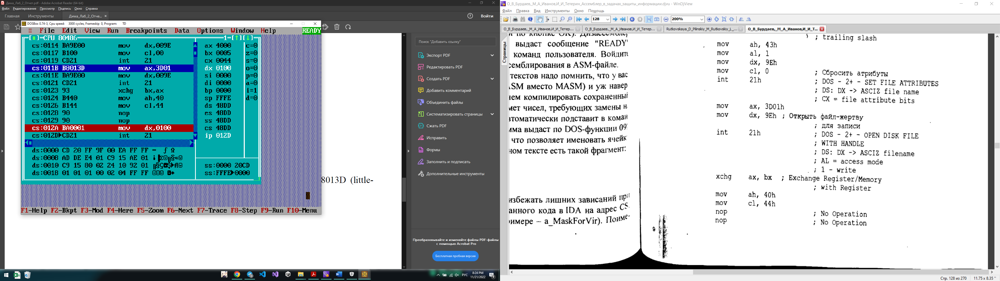 Дима_Лаб_2_Отчет.pdf - Adobe Acrobat Reader (64-bit)
Файл Редактирование Просмотр Подпись Окно Справка
Главная Инструменты Дима_Лаб_2_Отче... × Войти
DOSBox 0.74-3, Cpu speed: 3000 cycles, Frameskip 0, Program: TD
≡ File Edit View Run Breakpoints Data Options Window Help READY
[■]=CPU 80486 1=[↑][↓]
cs:0114 BA9E00 mov dx,009E ax 4000 c=0
cs:0117 B100 mov cl,00 bx 0005 z=0
cs:0119 CD21 int 21 cx 0044 s=0
cs:011B B8013D mov ax,3D01 dx 0100 o=0
cs:011E BA9E00 mov dx,009E si 0000 p=0
cs:0121 CD21 int 21 di 0000 a=0
cs:0123 93 xchg bx,ax bp 0000 i=1
cs:0124 B440 mov ah,40 sp FFFE d=0
cs:0126 B144 mov cl,44 ds 48DD
cs:0128 90 nop es 48DD
cs:0129 90 nop ss 48DD
cs:012A BA0001 mov dx,0100 cs 48DD
cs:012D►CD21 int 21 ip 012D
ds:0000 CD 20 FF 9F 00 EA FF FF
ds:0008 AD DE E4 01 C9 15 AE 01
ds:0010 C9 15 80 02 24 10 92 01 ss:0000 20CD
ds:0018 01 01 01 00 02 04 FF FF ss:FFFE►0000
F1-Help F2-Bkpt F3-Mod F4-Here F5-Zoom F6-Next F7-Trace F8-Step F9-Run F10-Menu
8013D (little-
Поиск "Добавить ссылку"
Экспорт PDF
Редактировать PDF
Создать PDF
Добавить комментарий
Объединить файлы
Систематизировать страницы
Сжать PDF
Исправить
Формы
Заполнить и подписать
Дополнительные инструменты
Преобразовывайте и изменяйте файлы PDF-файлы
с помощью Acrobat Pro
Бесплатная пробная версия
РУС
8:24 PM
11/21/2022
9
О_В_Бурдаев,_М_А_Иванов,И_И_Тетерин_Ассемблер_в_задачах_защиты_информации.djvu - WinDjView
Файл Правка Вид Инструменты Окно Помощь
128 200%
О_В_Бурдаев,_М_А_Иванов,И_И_Тетер... О_В_Бурдаев,_М_А_Иванов,И_И_Тетер... Rutkovskaya_D_Pilinskiy_M_Rutkovskiy_L_... О_В_Бурдаев,_М_А_Иванов,И_И_Т...
Страницы
по кнопке ОК). Дизассемблер
выдаст сообщение "READY"
команд пользователя. Войдите
семблирования в ASM-файле.
текстов надо помнить, что у вас
ASM вместо MASM) и уж навер
ем компилировать сохраненный
мет чисел, требующих замены н
втоматически подставит в коман
мма выдаст по DOS-функции 09
что позволяет именовать ячейк
ном тексте есть такой фрагмент:
избежать лишних зависаний при
анного кода в IDA на адрес CS
имере – a_MaskForVir). Поиме-
; trailing slash
mov ah, 43h
mov al, 1
mov dx, 9Eh
mov cl, 0 ; Сбросить атрибуты
int 21h ; DOS - 2+ - SET FILE ATTRIBUTES
; DS: DX -> ASCIZ file name
; CX = file attribute bits
mov ax, 3D01h
mov dx, 9Eh ; Открыть файл-жертву
; для записи
int 21h ; DOS - 2+ - OPEN DISK FILE
; WITH HANDLE
; DS: DX -> ASCIZ filename
; AL = access mode
; 1 - write
xchg ax, bx ; Exchange Register/Memory
; with Register
mov ah, 40h
mov cl, 44h
nop ; No Operation
nop ; No Operation
9
Стр. 128 из 270 11.75 x 8.35 "